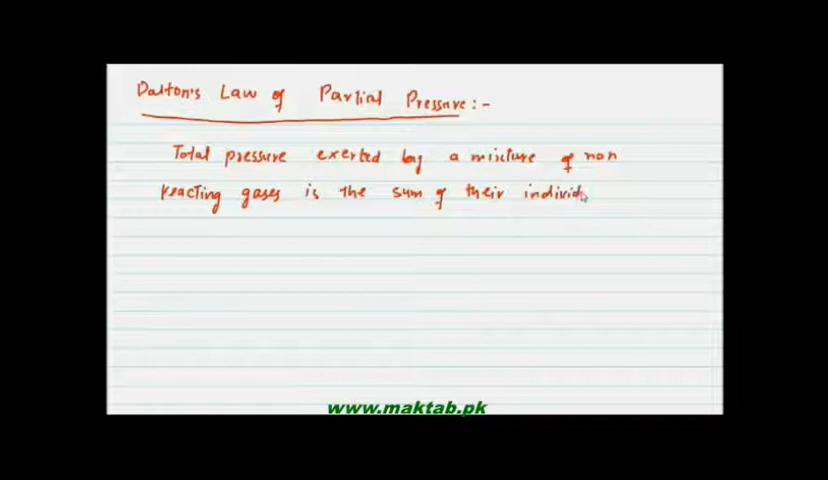 Dalton's Law of Partial Pressure:-
Total pressure exerted by a mixture of non
reacting gases is the sum of their individ
www.maktab.pk